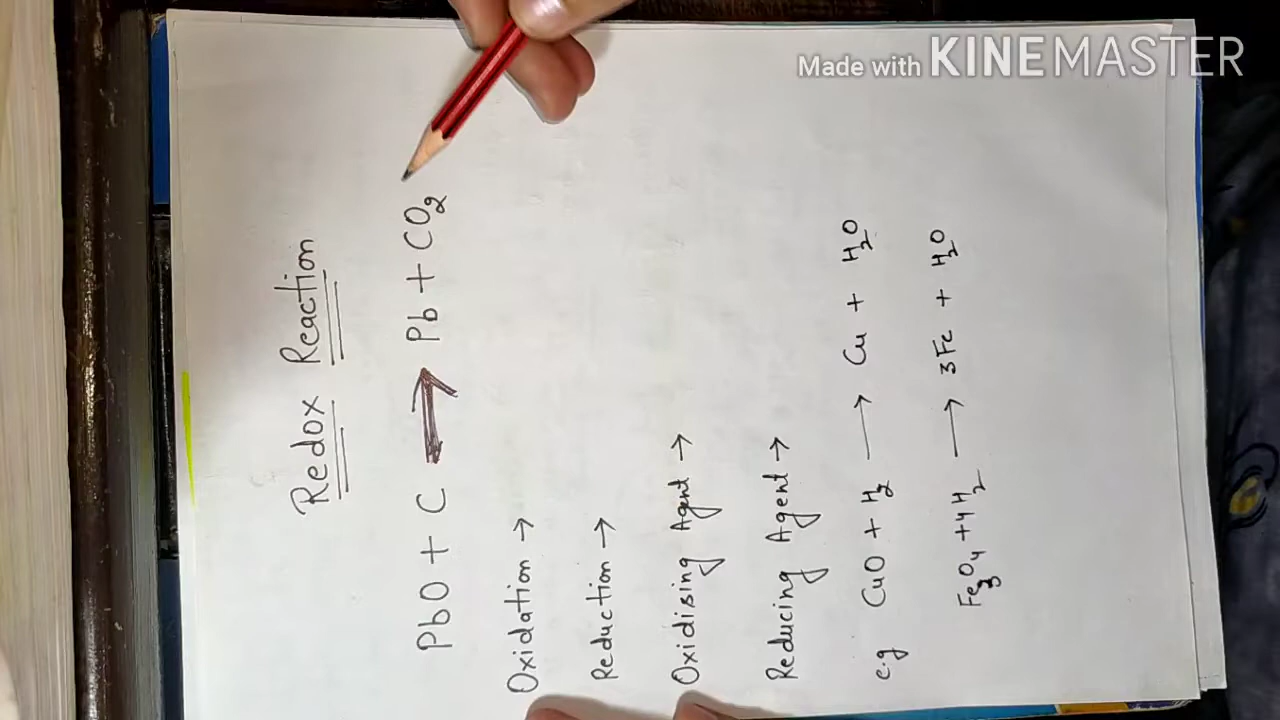 Made with KINEMASTER
Redox Reaction
PbO + C → Pb + CO₂
Oxidation →
Reduction →
Oxidising Agent →
Reducing Agent →
e.g CuO + H₂ → Cu + H₂O
Fe₃O₄ + 4H₂ → 3Fe + H₂O